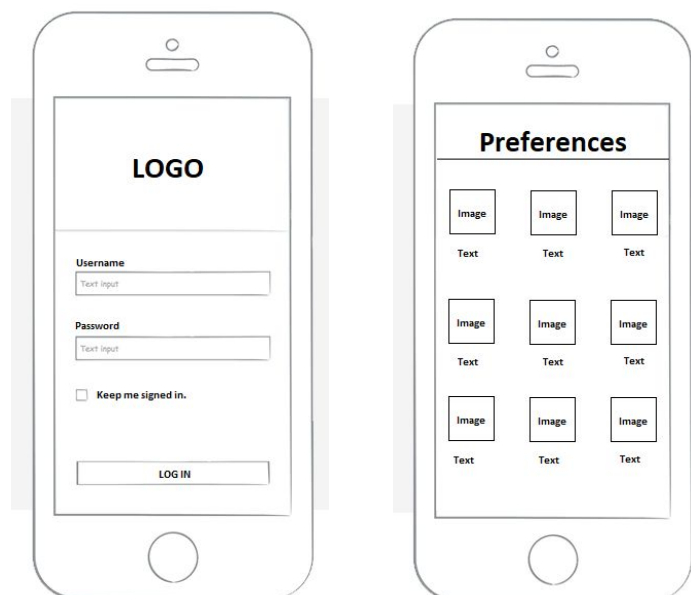 LOGO
Username
Text input
Password
Text input
Keep me signed in.
LOG IN
Preferences
Image Image Image
Text Text Text
Image Image Image
Text Text Text
Image Image Image
Text Text Text